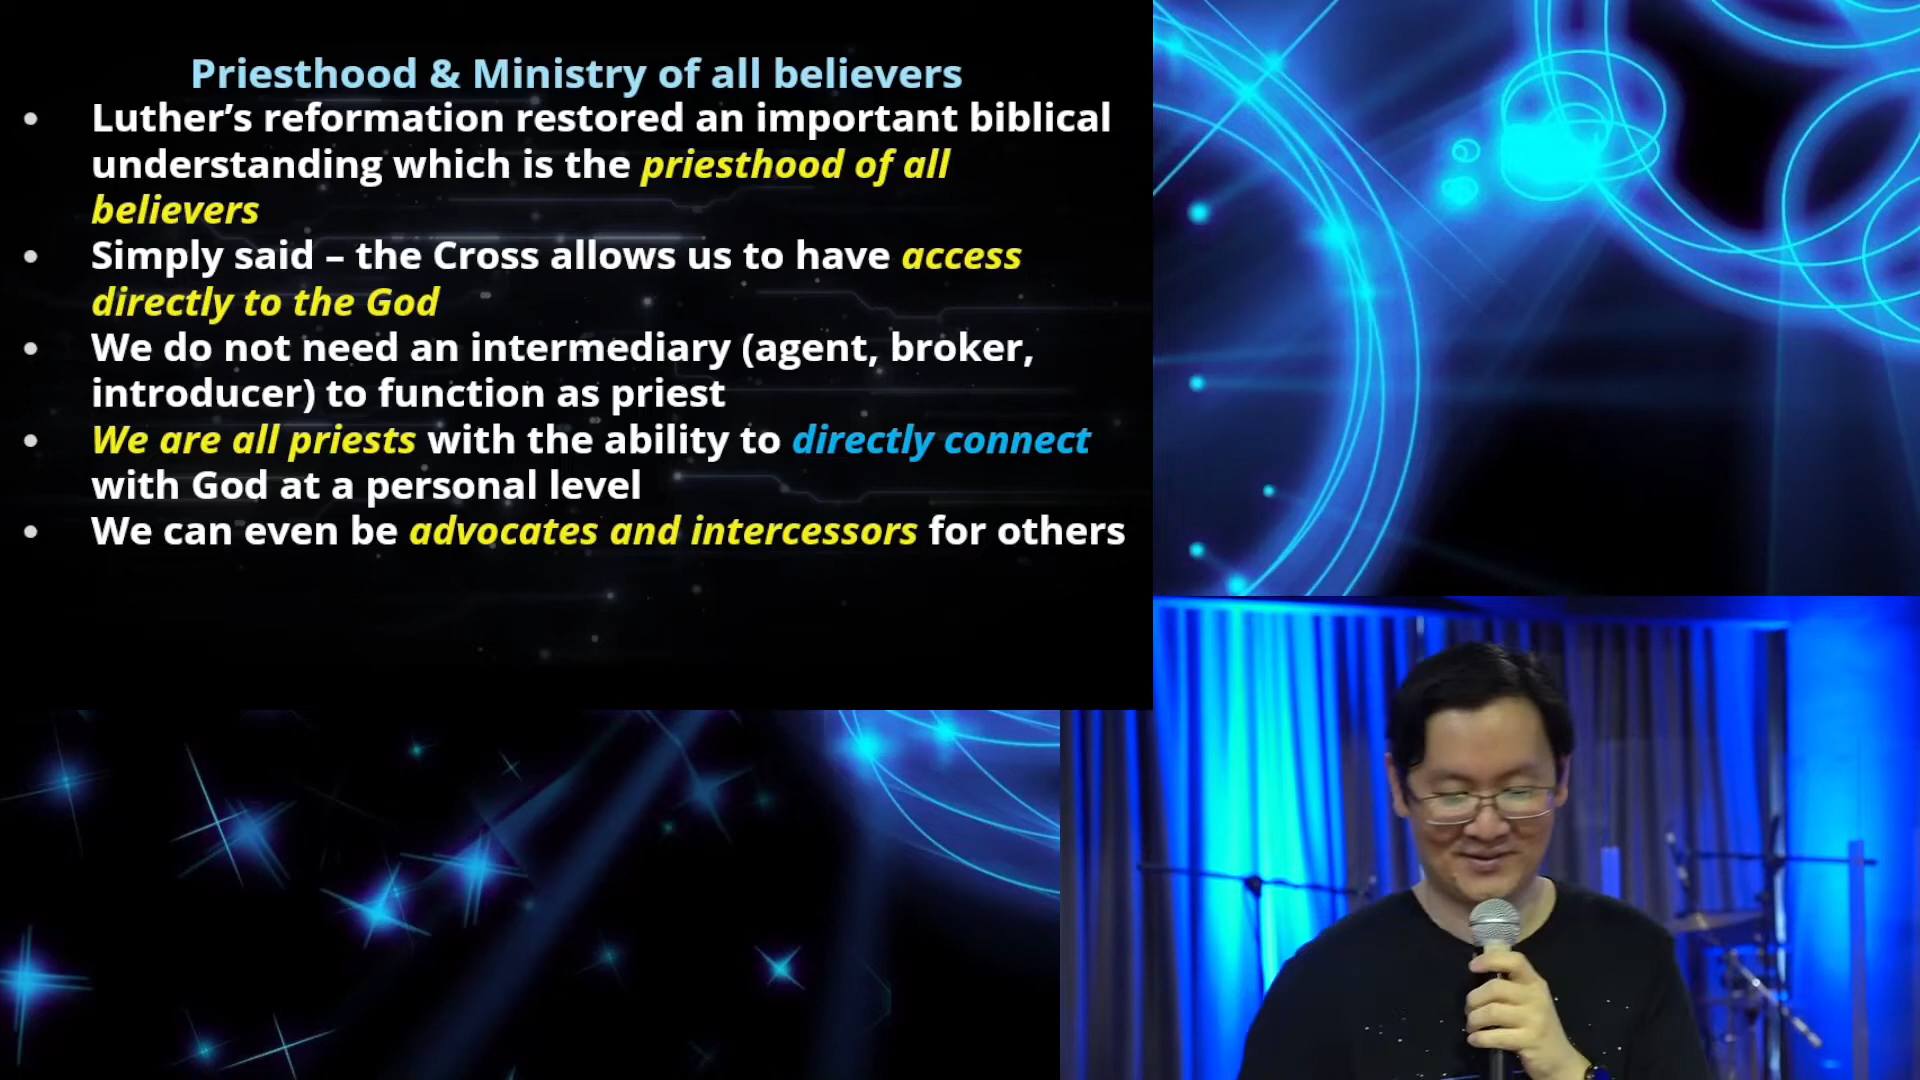 Priesthood & Ministry of all believers
• Luther’s reformation restored an important biblical
understanding which is the priesthood of all
believers
• Simply said – the Cross allows us to have access
directly to the God
• We do not need an intermediary (agent, broker,
introducer) to function as priest
• We are all priests with the ability to directly connect
with God at a personal level
• We can even be advocates and intercessors for others